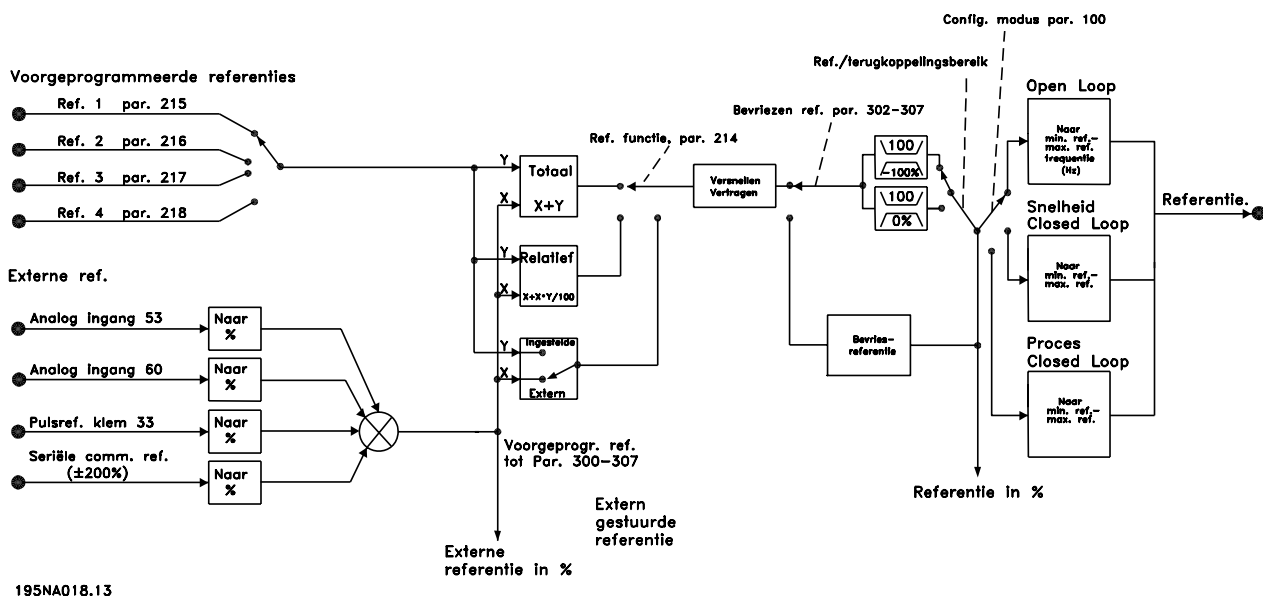 Config. modus par. 100
Ref./terugkoppelingsbereik
Voorgeprogrammeerde referenties
Ref. 1 par. 215
Ref. 2 par. 216
Ref. 3 par. 217
Ref. 4 par. 218
Bevriezen ref. par. 302-307
Ref. functie, par. 214
Open Loop
Naar
min. ref.-
max. ref.
frequentie
(Hz)
Y
Totaal
X
X+Y
Versnellen
Vertragen
100
-100%
100
0%
Referentie.
Snelheid
Closed Loop
Naar
min. ref.-
max. ref.
Y
Relatief
X
X+X*Y/100
Externe ref.
Analog ingang 53
Naar
%
Analog ingang 60
Naar
%
Pulsref. klem 33
Naar
%
Seriële comm. ref.
(±200%)
Naar
%
Y
Ingestelde
X
Extern
Bevries-
referentie
Proces
Closed Loop
Naar
min. ref.-
max. ref.
Voorgeprogr. ref.
tot Par. 300-307
Extern
gestuurde
referentie
Referentie in %
Externe
referentie in %
195NA018.13